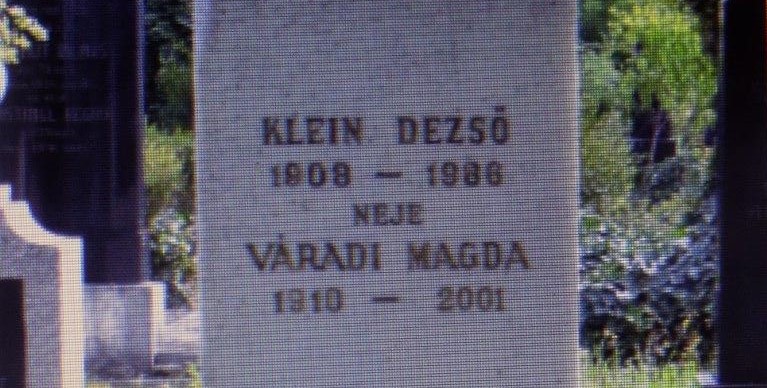 KLEIN DEZSŐ
1908 – 1986
NEJE
VÁRADI MAGDA
1910 – 2001